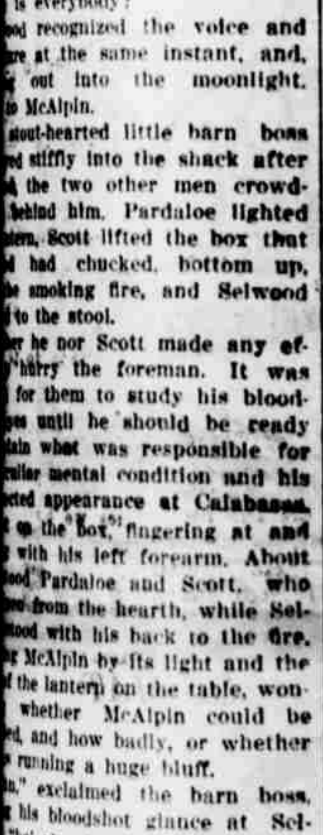 is everybody?
recognized the voice and
at the same instant, and,
out into the moonlight.
to McAlpin.
stout-hearted little barn boss
stiffly into the shack after
the two other men crowd-
behind him. Pardaloe lighted
Scott lifted the box that
had chucked, bottom up,
smoking fire, and Selwood
to the stool.
he nor Scott made any ef-
hurry the foreman. It was
for them to study his blood-
until he should be ready
what was responsible for
mental condition and his
appearance at Calabasas.
on the box, fingering at and
with his left forearm. About
Pardaloe and Scott, who
from the hearth, while Sel-
stood with his back to the fire,
McAlpin by its light and the
the lantern on the table, won-
whether McAlpin could be
and how badly, or whether
running a huge bluff.
exclaimed the barn boss,
his bloodshot glance at Sel-